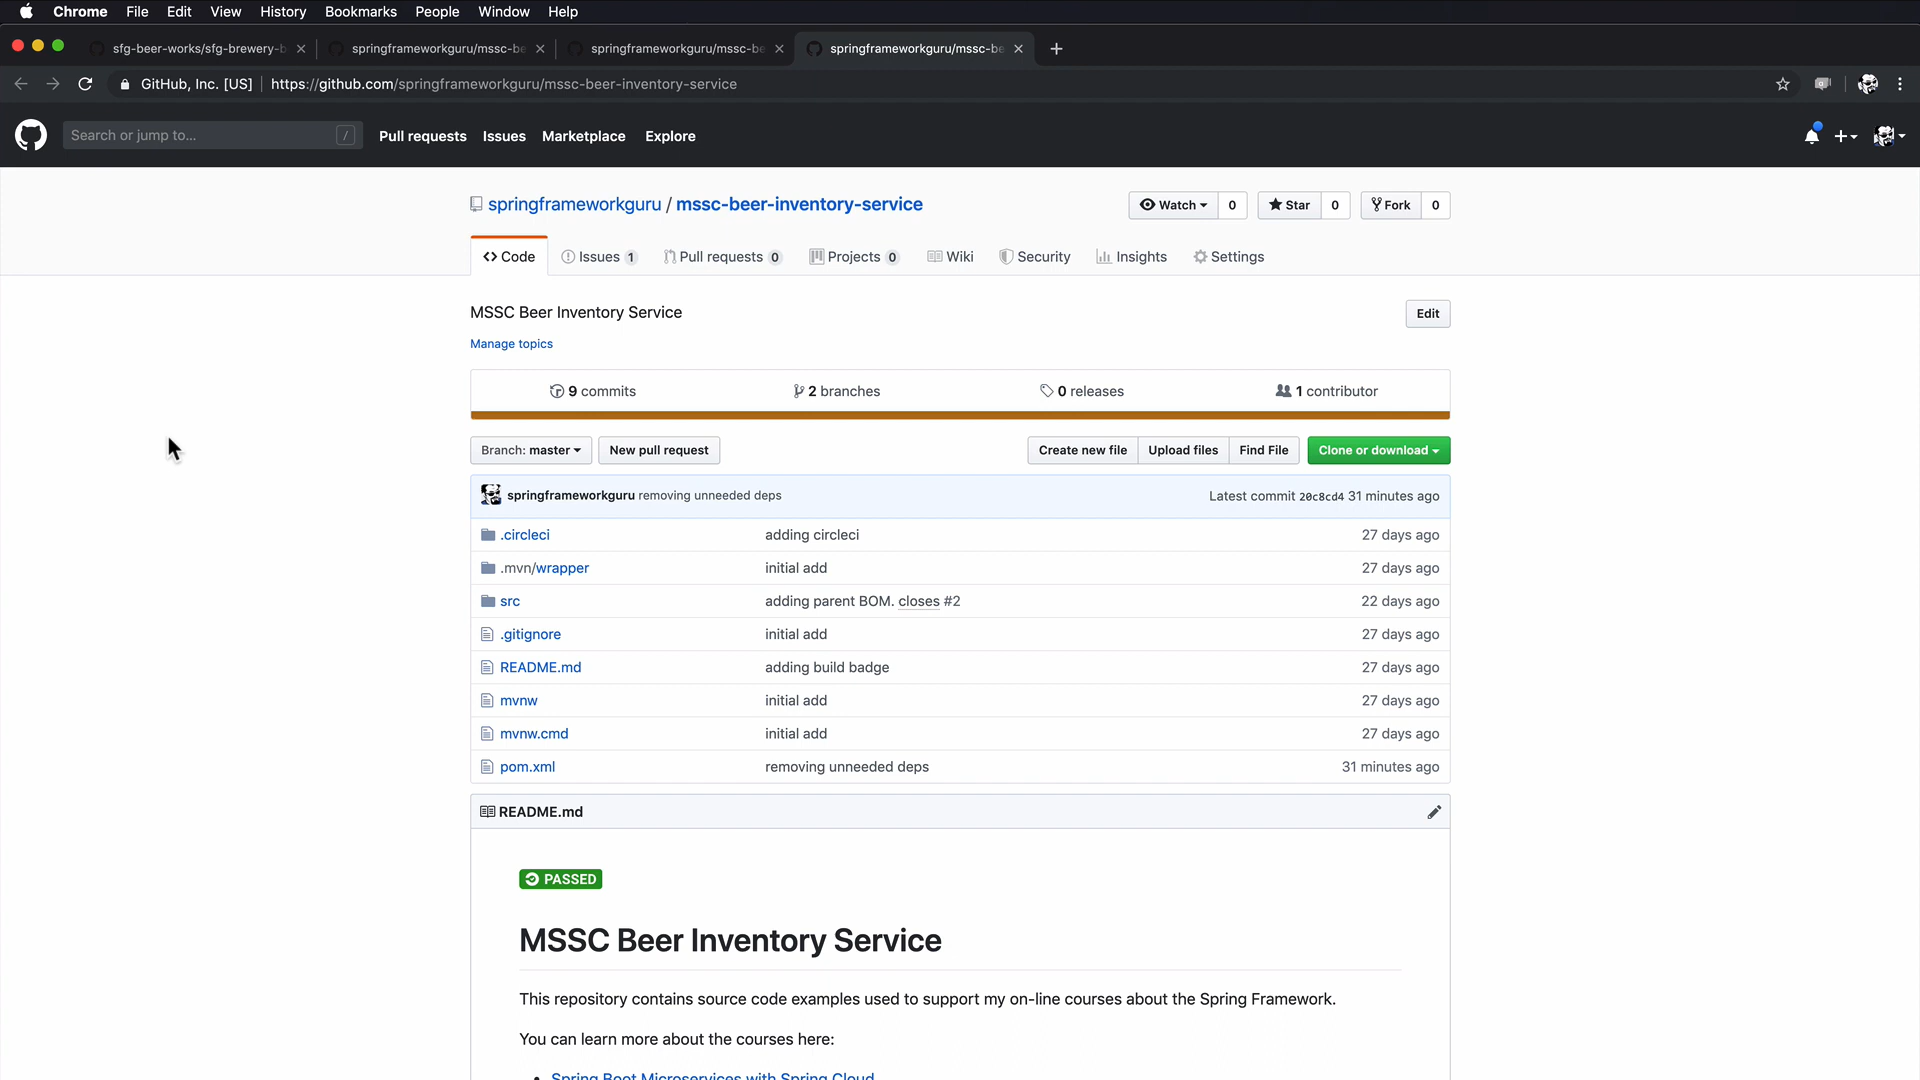 Chrome File Edit View History Bookmarks People Window Help
sfg-beer-works/sfg-brewery-b springframeworkguru/mssc-be springframeworkguru/mssc-be springframeworkguru/mssc-be
GitHub, Inc. [US] https://github.com/springframeworkguru/mssc-beer-inventory-service
Search or jump to... / Pull requests Issues Marketplace Explore
springframeworkguru / mssc-beer-inventory-service Watch 0 Star 0 Fork 0
Code Issues 1 Pull requests 0 Projects 0 Wiki Security Insights Settings
MSSC Beer Inventory Service Edit
Manage topics
9 commits 2 branches 0 releases 1 contributor
Branch: master New pull request Create new file Upload files Find File Clone or download
springframeworkguru removing unneeded deps Latest commit 20c8cd4 31 minutes ago
.circleci adding circleci 27 days ago
.mvn/wrapper initial add 27 days ago
src adding parent BOM. closes #2 22 days ago
.gitignore initial add 27 days ago
README.md adding build badge 27 days ago
mvnw initial add 27 days ago
mvnw.cmd initial add 27 days ago
pom.xml removing unneeded deps 31 minutes ago
README.md
PASSED
MSSC Beer Inventory Service
This repository contains source code examples used to support my on-line courses about the Spring Framework.
You can learn more about the courses here:
Spring Boot Microservices with Spring Cloud